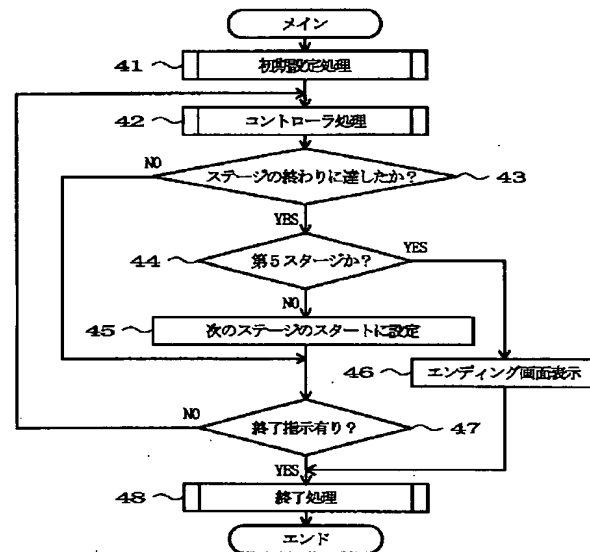 メイン
41 初期設定処理
42 コントローラ処理
NO ステージの終わりに達したか? 43
YES
44 第5スタージか? YES
NO
45 次のステージのスタートに設定
46 エンディング画面表示
NO 終了指示有り? 47
YES
48 終了処理
エンド